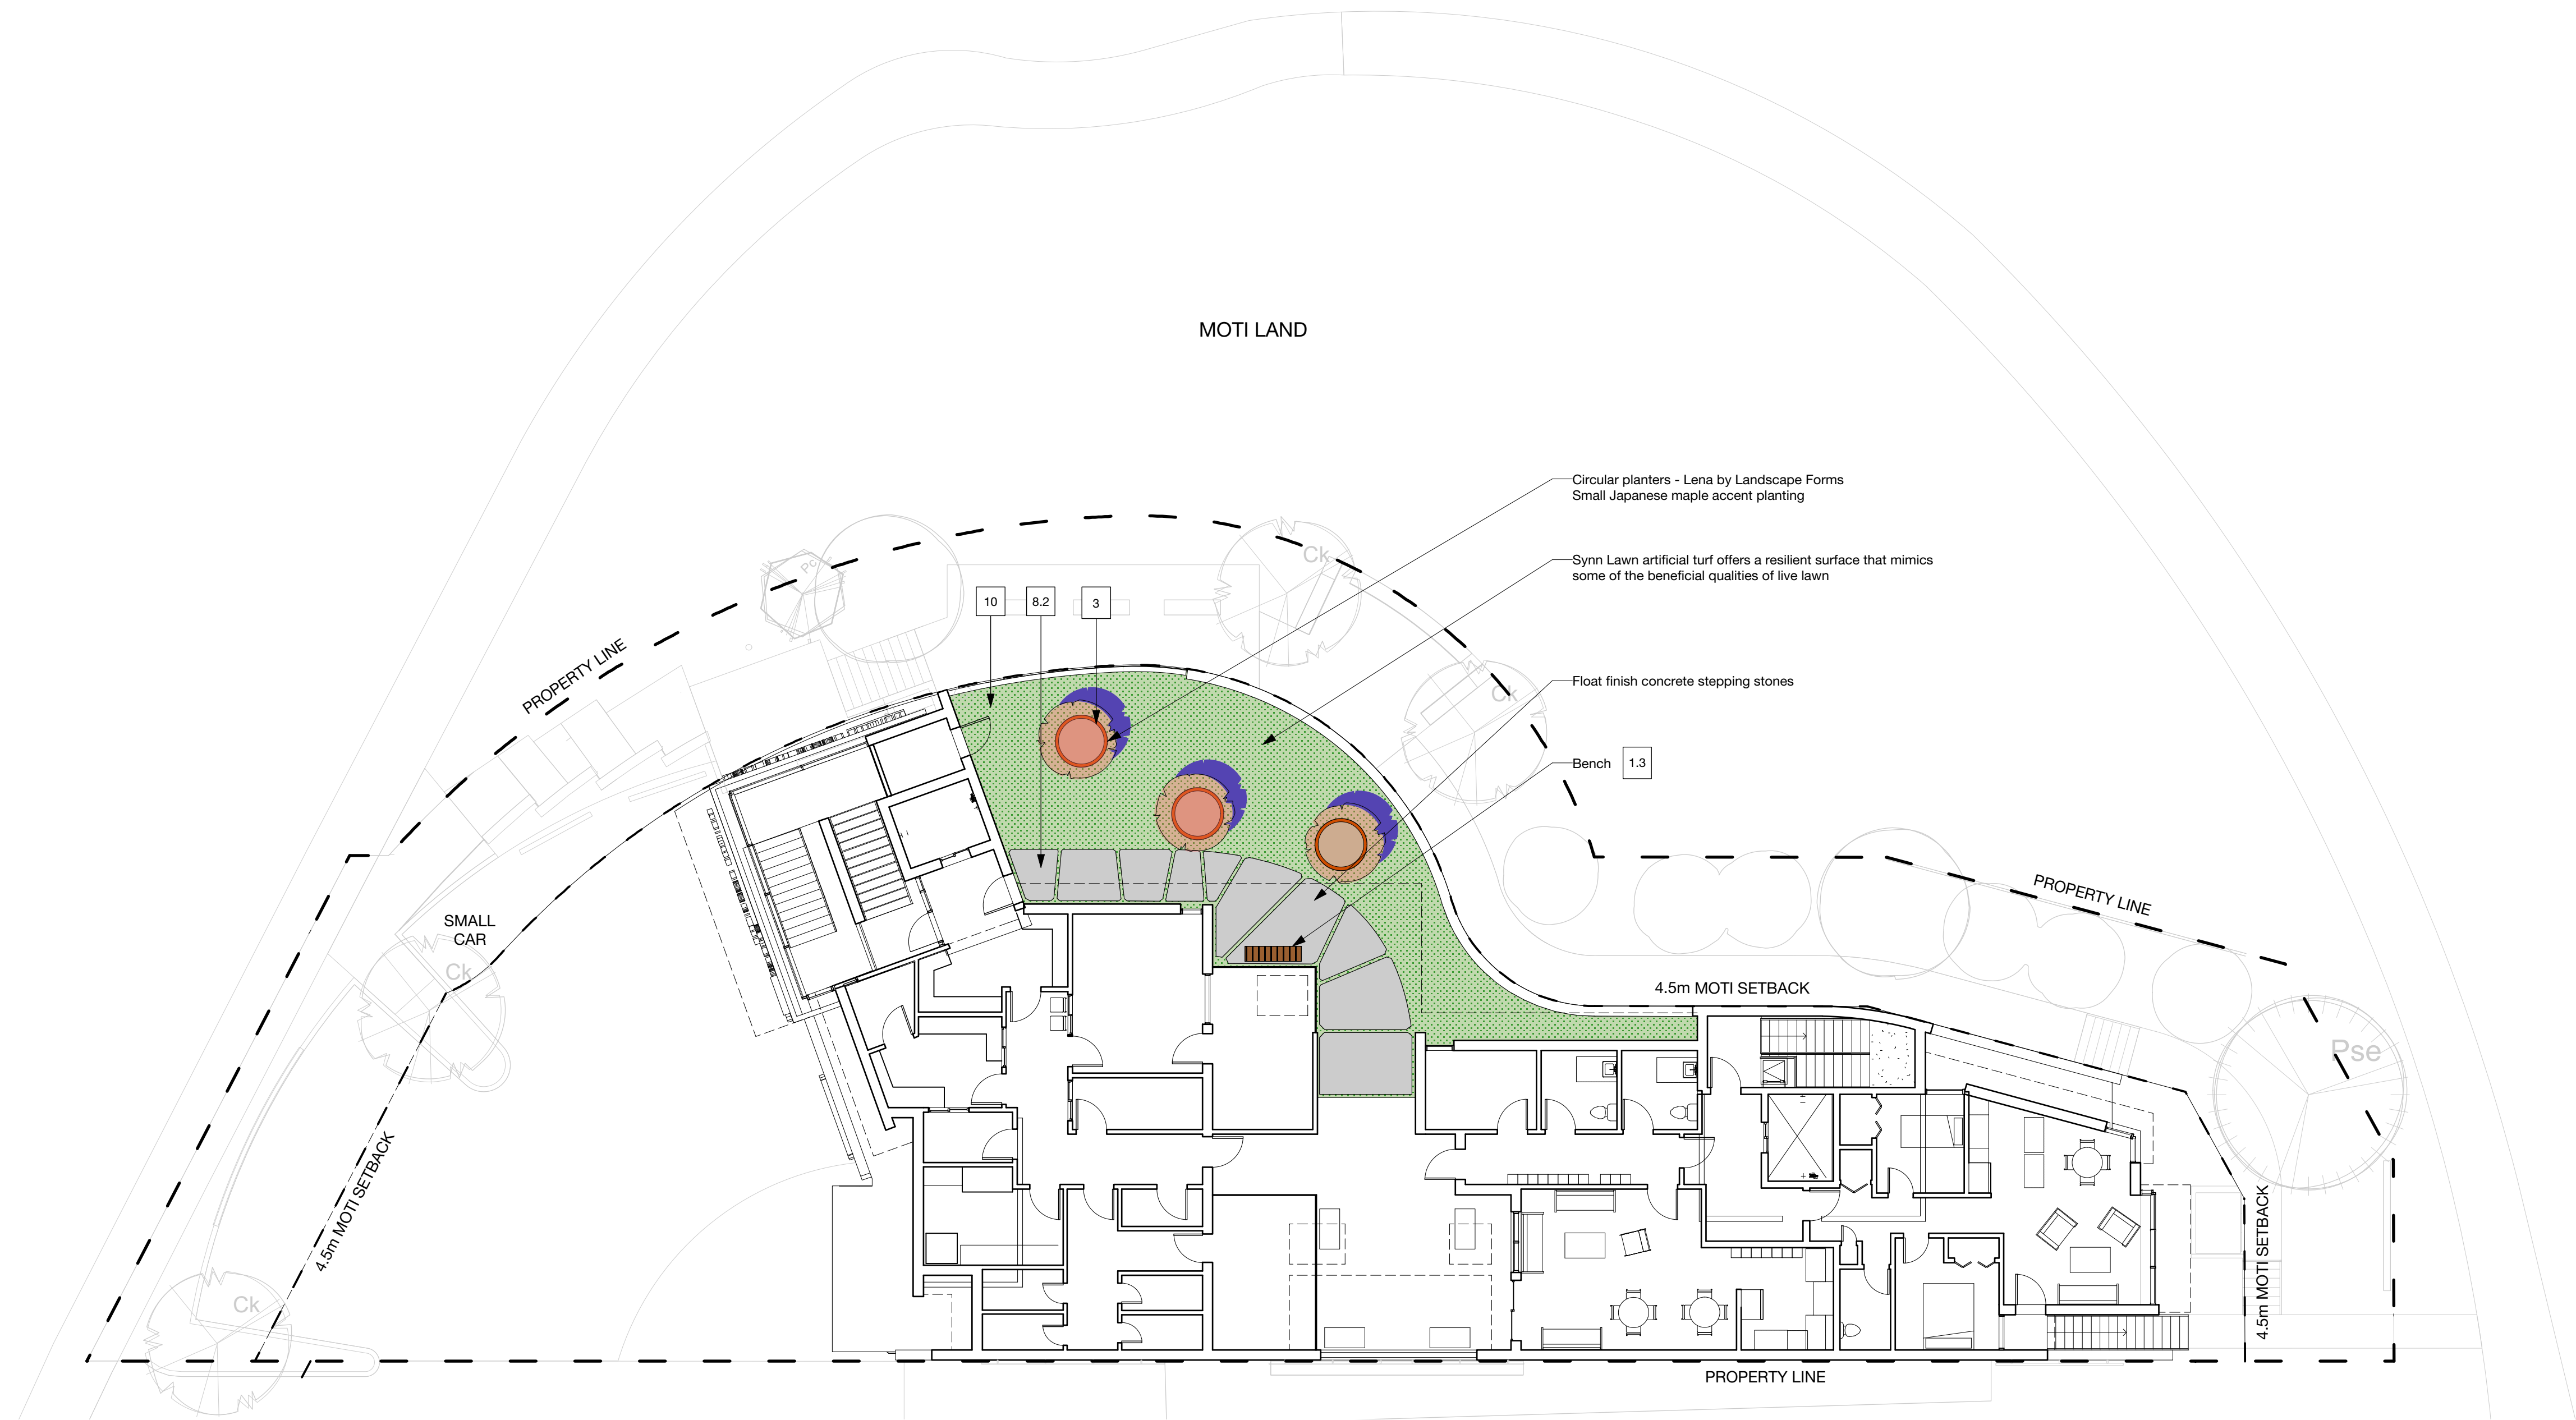 MOTI LAND
Circular planters - Lena by Landscape Forms
Small Japanese maple accent planting
Ck
Pc
Synn Lawn artificial turf offers a resilient surface that mimics
some of the beneficial qualities of live lawn
10
8.2
3
PROPERTY LINE
Ck
Float finish concrete stepping stones
Bench
1.3
PROPERTY LINE
SMALL
CAR
Ck
4.5m MOTI SETBACK
Pse
4.5m MOTI SETBACK
4.5m MOTI SETBACK
Ck
PROPERTY LINE